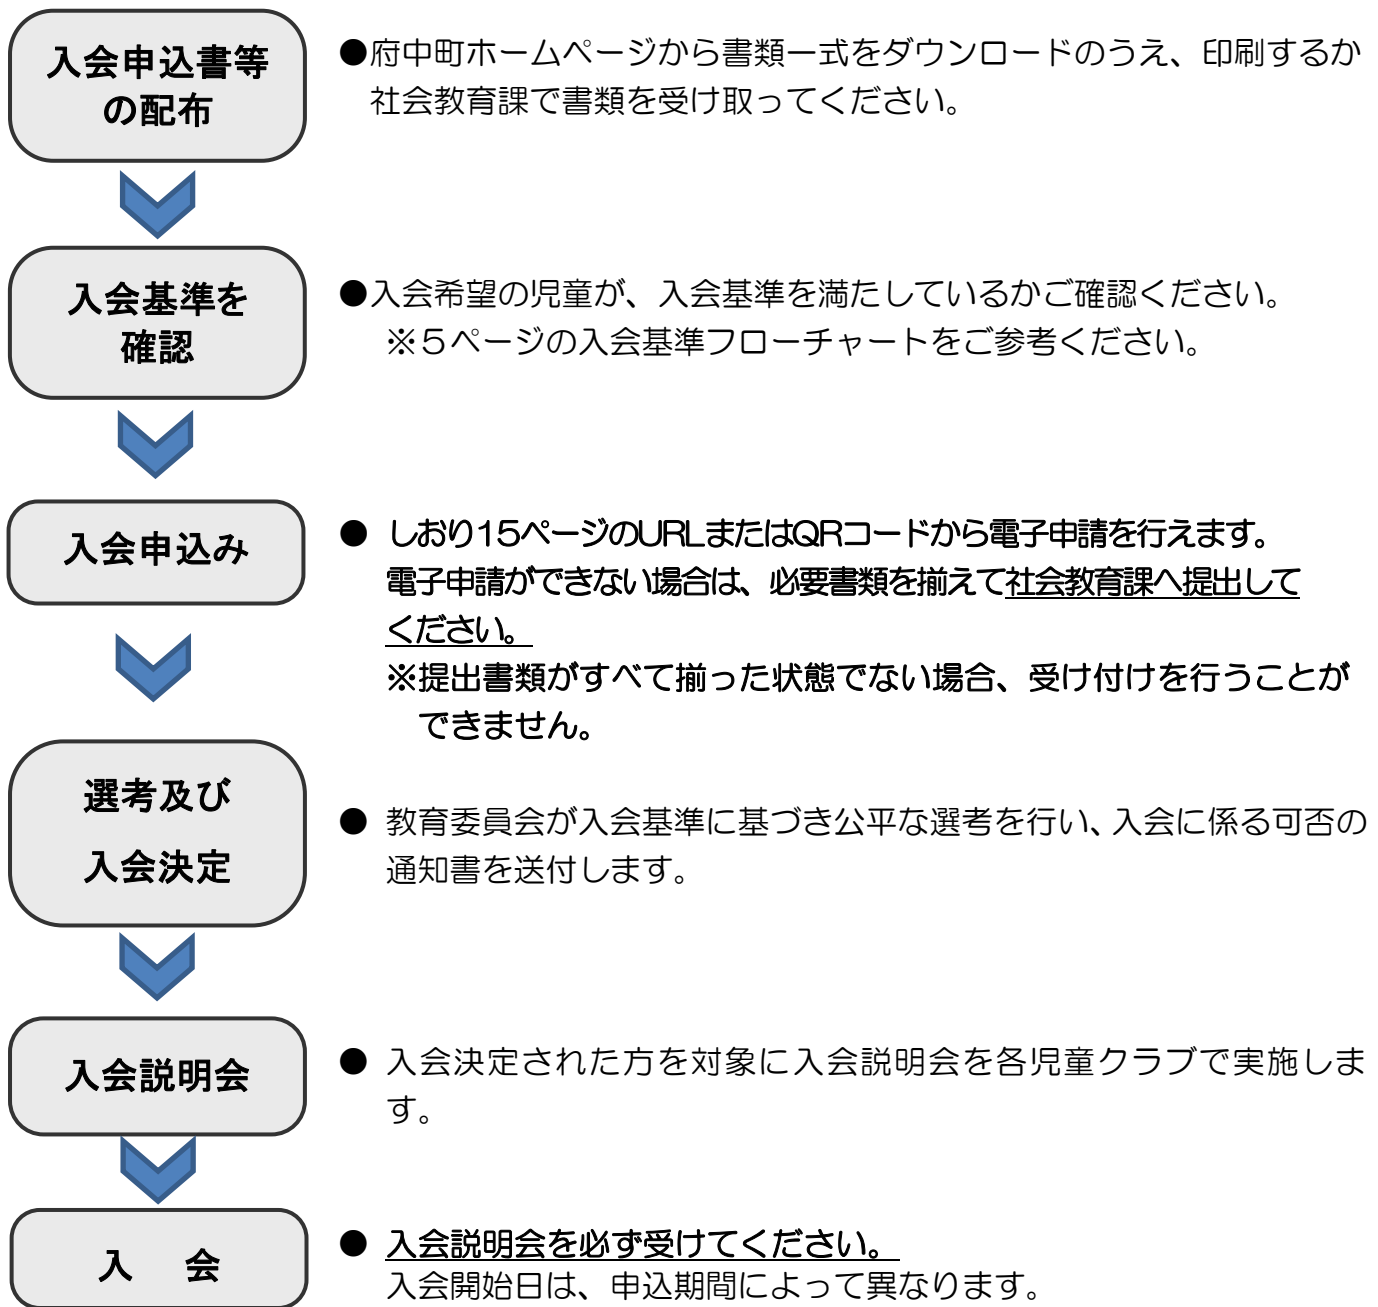 入会申込書等
の配布
●府中町ホームページから書類一式をダウンロードのうえ、印刷するか
社会教育課で書類を受け取ってください。
入会基準を
確認
●入会希望の児童が、入会基準を満たしているかご確認ください。
※５ページの入会基準フローチャートをご参考ください。
入会申込み
● しおり15ページのURLまたはQRコードから電子申請を行えます。
電子申請ができない場合は、必要書類を揃えて社会教育課へ提出して
ください。
※提出書類がすべて揃った状態でない場合、受け付けを行うことが
できません。
選考及び
入会決定
● 教育委員会が入会基準に基づき公平な選考を行い、入会に係る可否の
通知書を送付します。
入会説明会
● 入会決定された方を対象に入会説明会を各児童クラブで実施しま
す。
入　会
● 入会説明会を必ず受けてください。
入会開始日は、申込期間によって異なります。